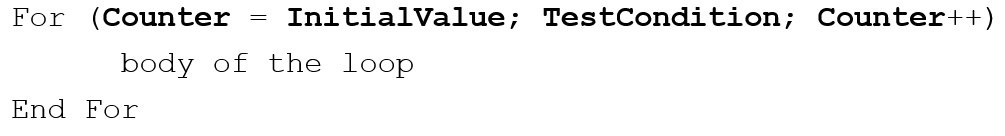 For (Counter = InitialValue; TestCondition; Counter++)
body of the loop
End For